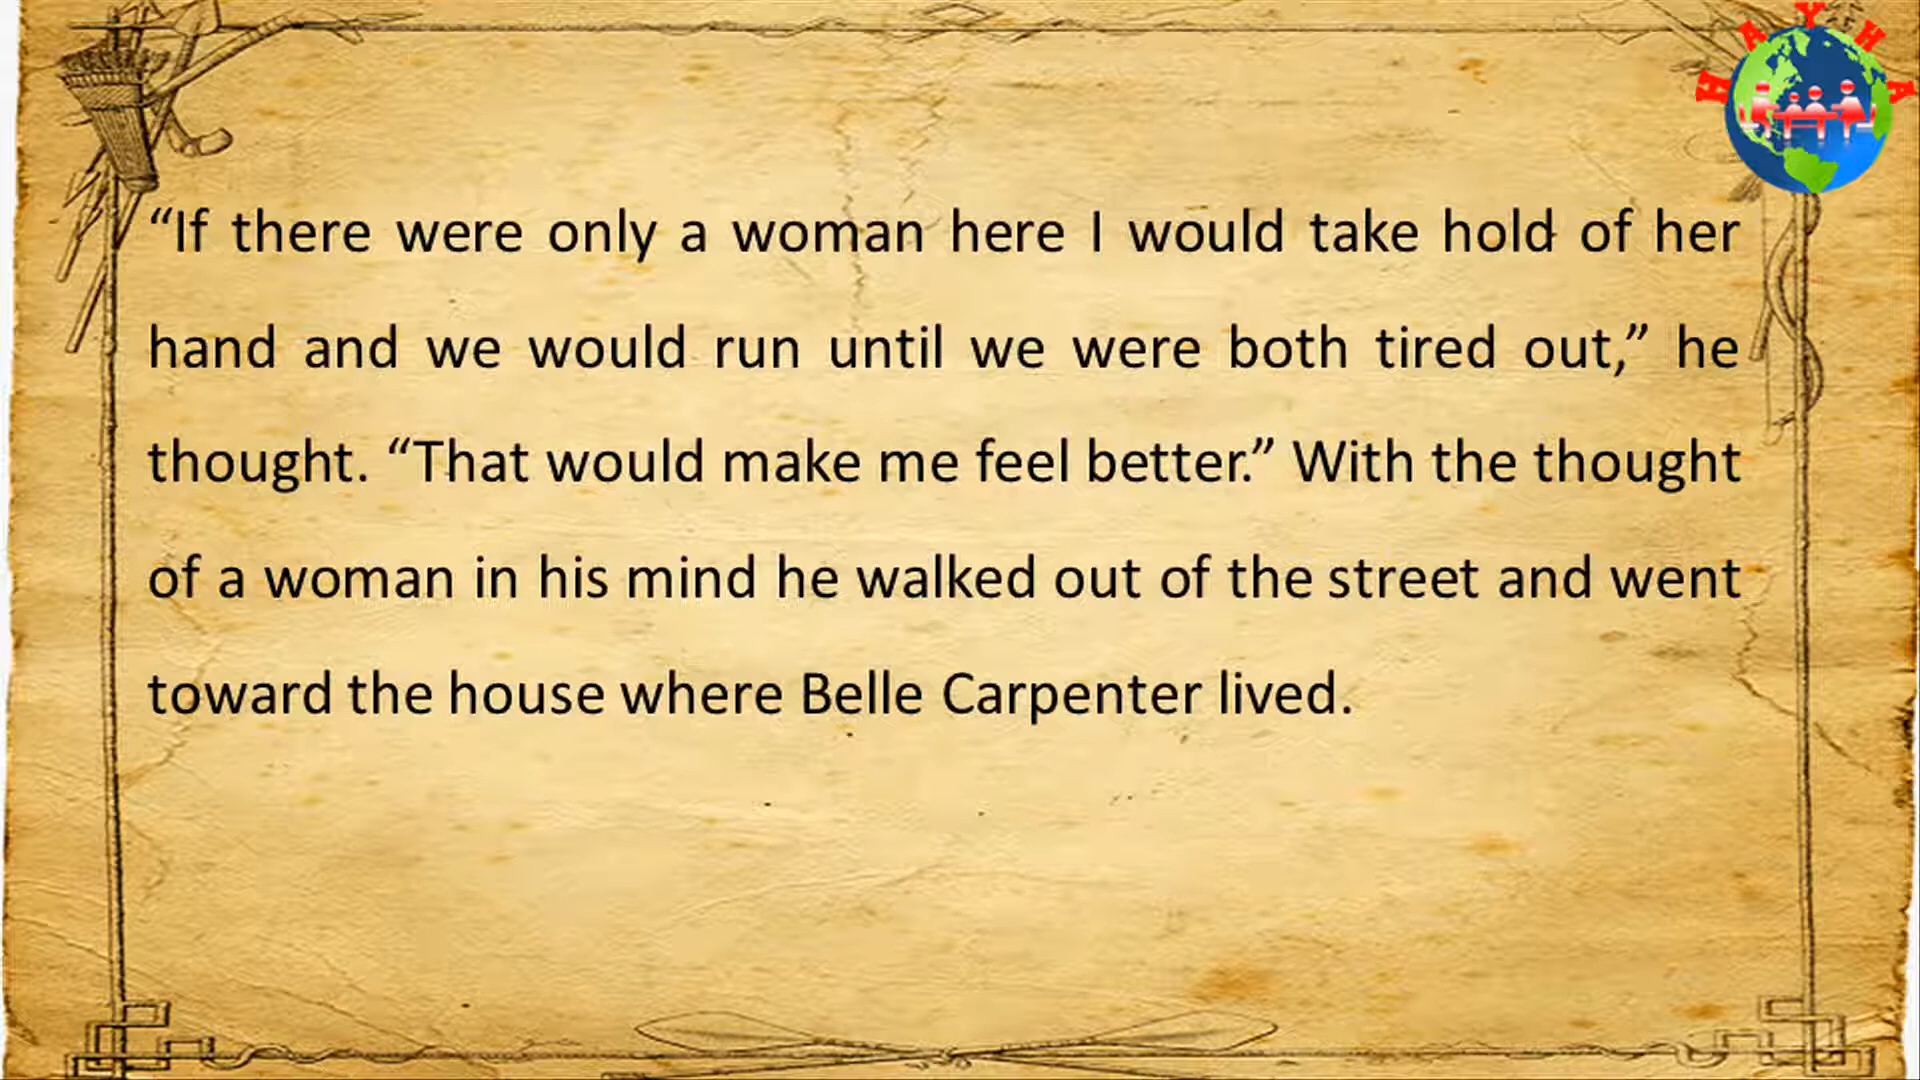 HAYHA
“If there were only a woman here I would take hold of her
hand and we would run until we were both tired out,” he
thought. “That would make me feel better.” With the thought
of a woman in his mind he walked out of the street and went
toward the house where Belle Carpenter lived.